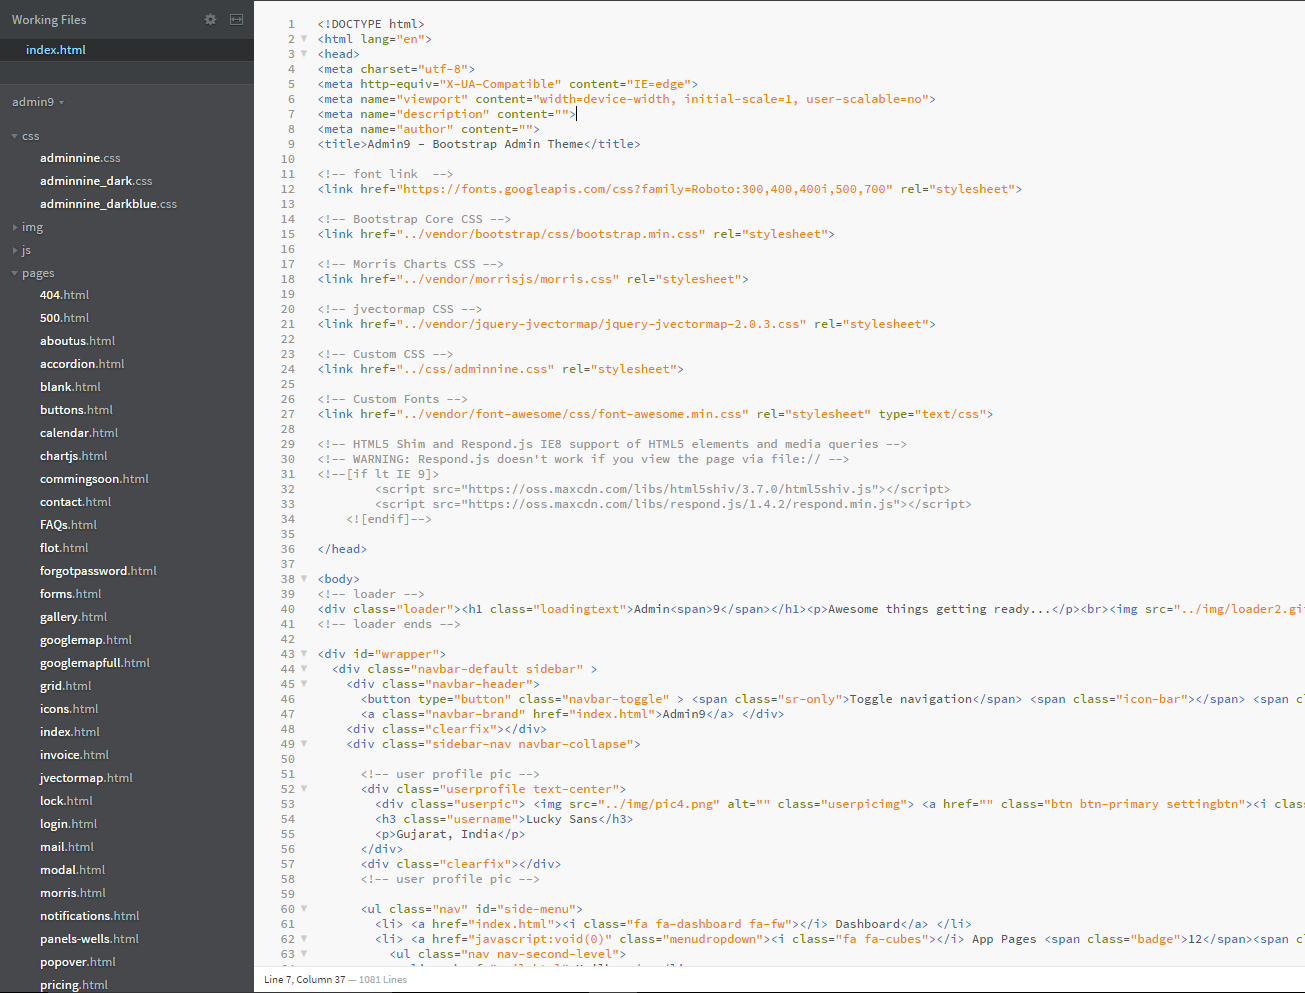 Working Files
index.html
admin9
css
adminnine.css
adminnine_dark.css
adminnine_darkblue.css
img
js
pages
404.html
500.html
aboutus.html
accordion.html
blank.html
buttons.html
calendar.html
chartjs.html
commingsoon.html
contact.html
FAQs.html
flot.html
forgotpassword.html
forms.html
gallery.html
googlemap.html
googlemapfull.html
grid.html
icons.html
index.html
invoice.html
jvectormap.html
lock.html
login.html
mail.html
modal.html
morris.html
notifications.html
panels-wells.html
popover.html
pricing.html
1 <!DOCTYPE html>
2 <html lang="en">
3 <head>
4 <meta charset="utf-8">
5 <meta http-equiv="X-UA-Compatible" content="IE=edge">
6 <meta name="viewport" content="width=device-width, initial-scale=1, user-scalable=no">
7 <meta name="description" content="">
8 <meta name="author" content="">
9 <title>Admin9 - Bootstrap Admin Theme</title>
10
11 <!-- font link  -->
12 <link href="https://fonts.googleapis.com/css?family=Roboto:300,400,400i,500,700" rel="stylesheet">
13
14 <!-- Bootstrap Core CSS -->
15 <link href="../vendor/bootstrap/css/bootstrap.min.css" rel="stylesheet">
16
17 <!-- Morris Charts CSS -->
18 <link href="../vendor/morrisjs/morris.css" rel="stylesheet">
19
20 <!-- jvectormap CSS -->
21 <link href="../vendor/jquery-jvectormap/jquery-jvectormap-2.0.3.css" rel="stylesheet">
22
23 <!-- Custom CSS -->
24 <link href="../css/adminnine.css" rel="stylesheet">
25
26 <!-- Custom Fonts -->
27 <link href="../vendor/font-awesome/css/font-awesome.min.css" rel="stylesheet" type="text/css">
28
29 <!-- HTML5 Shim and Respond.js IE8 support of HTML5 elements and media queries -->
30 <!-- WARNING: Respond.js doesn't work if you view the page via file:// -->
31 <!--[if lt IE 9]>
32 <script src="https://oss.maxcdn.com/libs/html5shiv/3.7.0/html5shiv.js"></script>
33 <script src="https://oss.maxcdn.com/libs/respond.js/1.4.2/respond.min.js"></script>
34 <![endif]-->
35
36 </head>
37
38 <body>
39 <!-- loader -->
40 <div class="loader"><h1 class="loadingtext">Admin<span>9</span></h1><p>Awesome things getting ready...</p><br><img src="../img/loader2.gi
41 <!-- loader ends -->
42
43 <div id="wrapper">
44 <div class="navbar-default sidebar" >
45 <div class="navbar-header">
46 <button type="button" class="navbar-toggle" > <span class="sr-only">Toggle navigation</span> <span class="icon-bar"></span> <span c
47 <a class="navbar-brand" href="index.html">Admin9</a> </div>
48 <div class="clearfix"></div>
49 <div class="sidebar-nav navbar-collapse">
50
51 <!-- user profile pic -->
52 <div class="userprofile text-center">
53 <div class="userpic"> <img src="../img/pic4.png" alt="" class="userpicimg"> <a href="" class="btn btn-primary settingbtn"><i clas
54 <h3 class="username">Lucky Sans</h3>
55 <p>Gujarat, India</p>
56 </div>
57 <div class="clearfix"></div>
58 <!-- user profile pic -->
59
60 <ul class="nav" id="side-menu">
61 <li> <a href="index.html"><i class="fa fa-dashboard fa-fw"></i> Dashboard</a> </li>
62 <li> <a href="javascript:void(0)" class="menudropdown"><i class="fa fa-cubes"></i> App Pages <span class="badge">12</span><span c
63 <ul class="nav nav-second-level">
Line 7, Column 37 — 1081 Lines